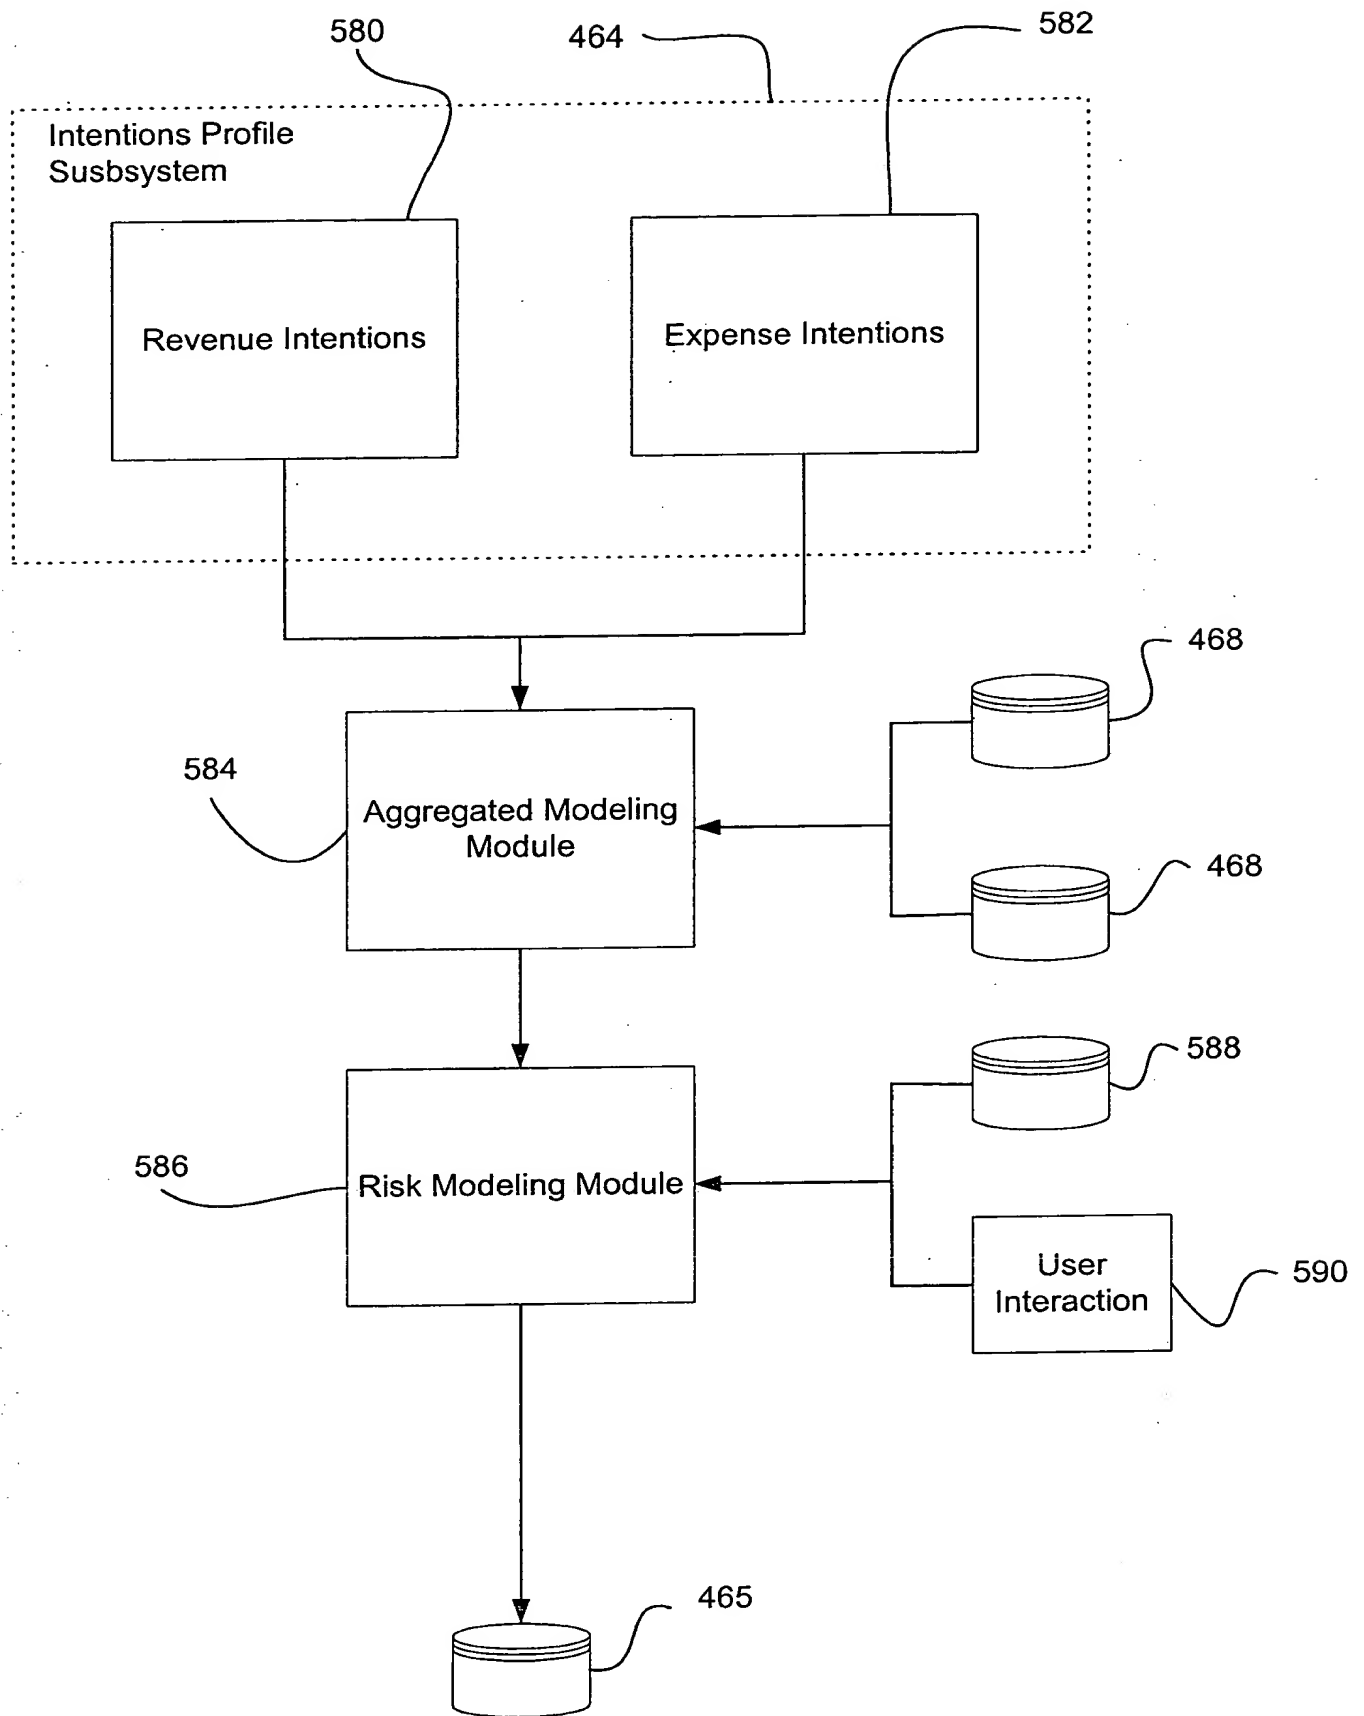 580
464
582
Intentions Profile
Susbsystem
Revenue Intentions
Expense Intentions
468
584
Aggregated Modeling
Module
468
588
586
Risk Modeling Module
User
Interaction
590
465